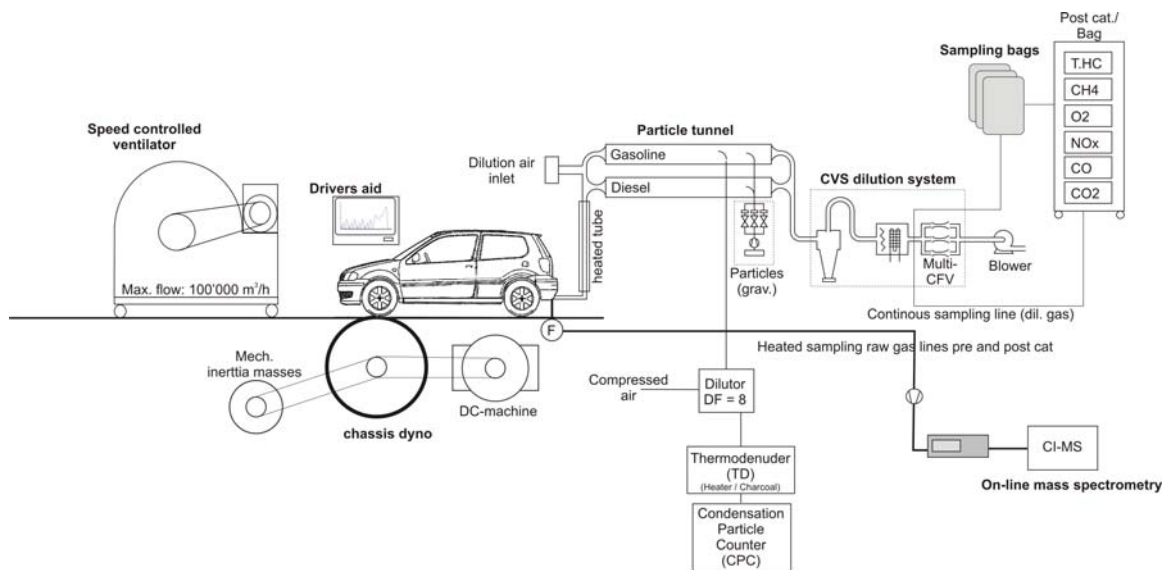 Post cat./
Bag
Sampling bags
T.HC
CH4
O2
NOx
CO
CO2
Speed controlled
ventilator
Max. flow: 100'000 m³/h
Drivers aid
Particle tunnel
Dilution air
inlet
Gasoline
Diesel
heated tube
CVS dilution system
Particles
(grav.)
Multi-
CFV
Blower
Continous sampling line (dil. gas)
F
Heated sampling raw gas lines pre and post cat
Mech.
inerttia masses
DC-machine
chassis dyno
Compressed
air
Dilutor
DF = 8
Thermodenuder
(TD)
(Heater / Charcoal)
Condensation
Particle
Counter
(CPC)
CI-MS
On-line mass spectrometry